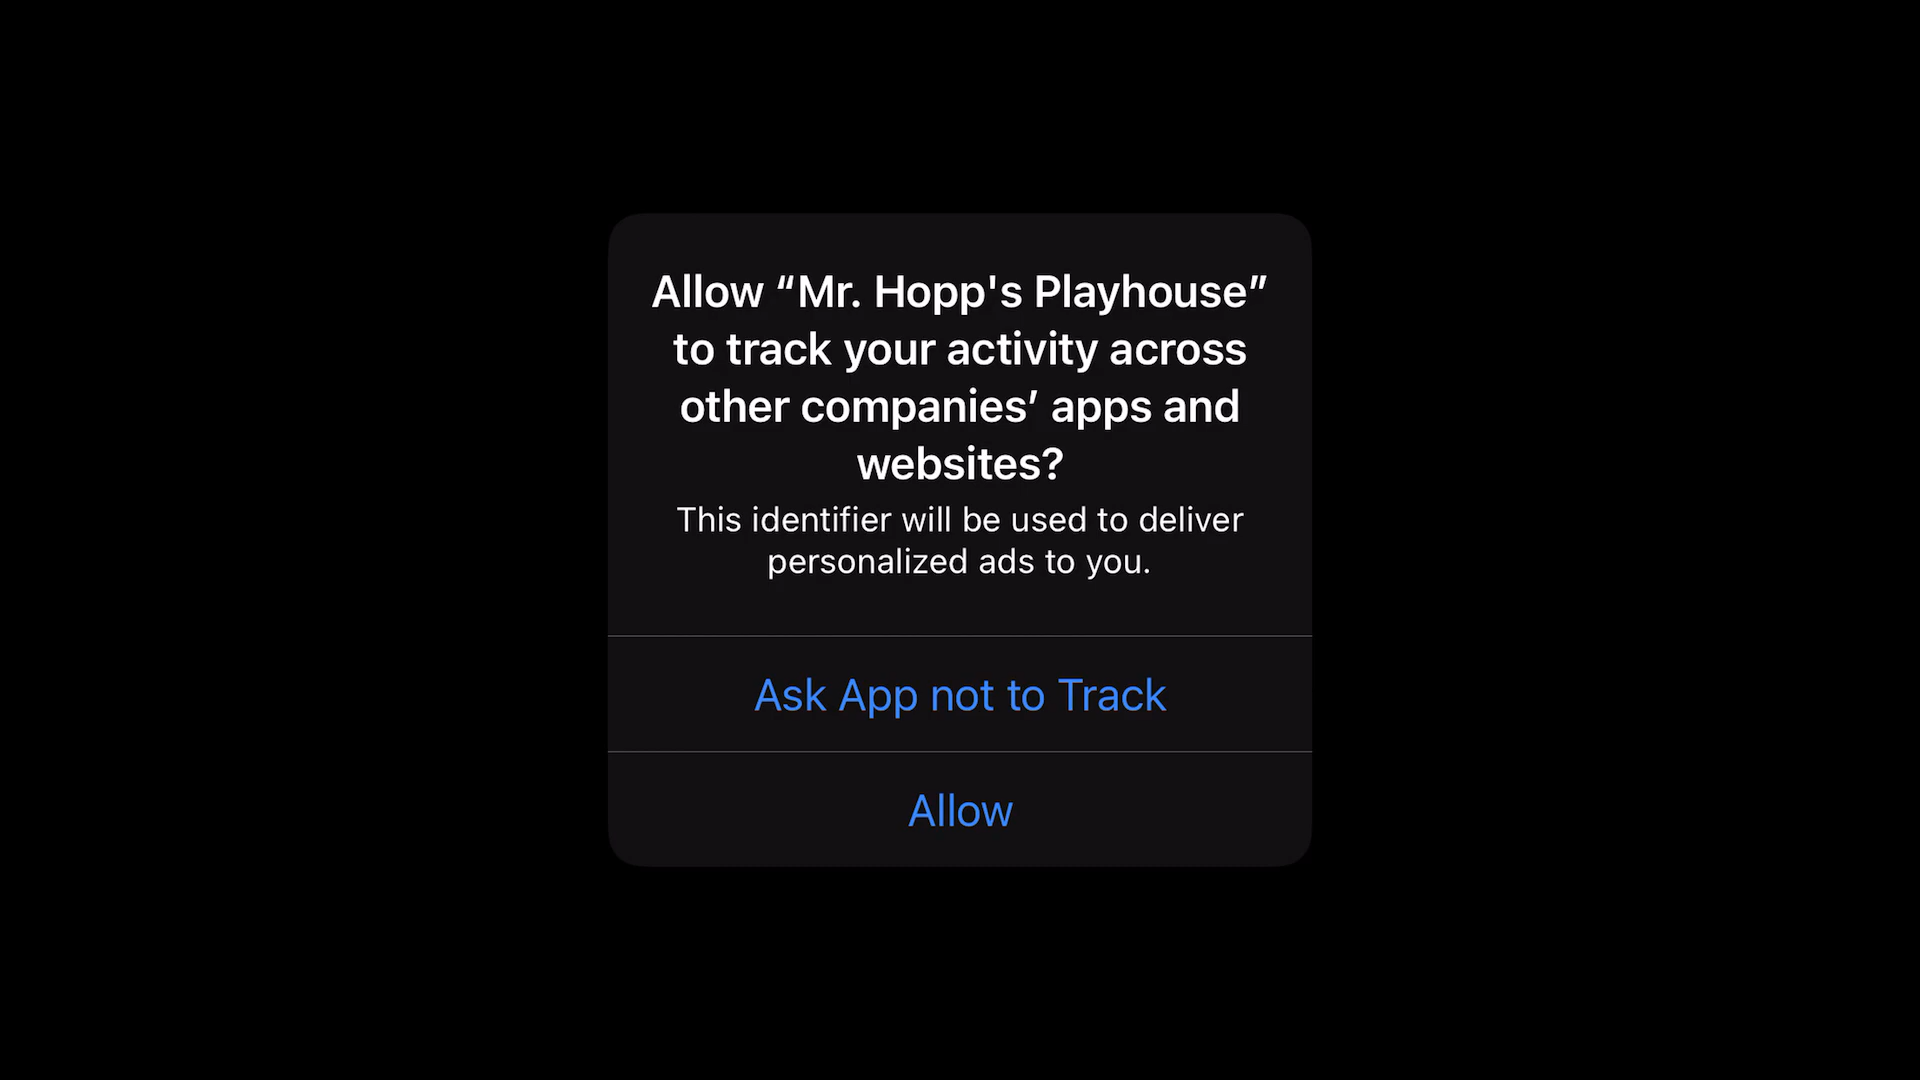 Allow “Mr. Hopp's Playhouse”
to track your activity across
other companies’ apps and
websites?
This identifier will be used to deliver
personalized ads to you.
Ask App not to Track
Allow